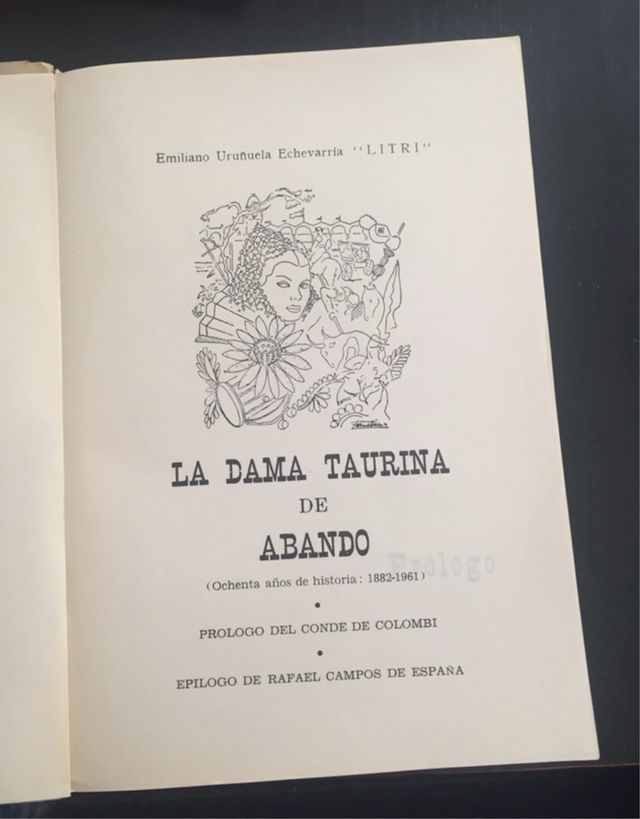 Emiliano Uruñuela Echevarría "LITRI"
LA DAMA TAURINA
DE
ABANDO
Prólogo
(Ochenta años de historia: 1882-1961)
PROLOGO DEL CONDE DE COLOMBI
EPILOGO DE RAFAEL CAMPOS DE ESPAÑA